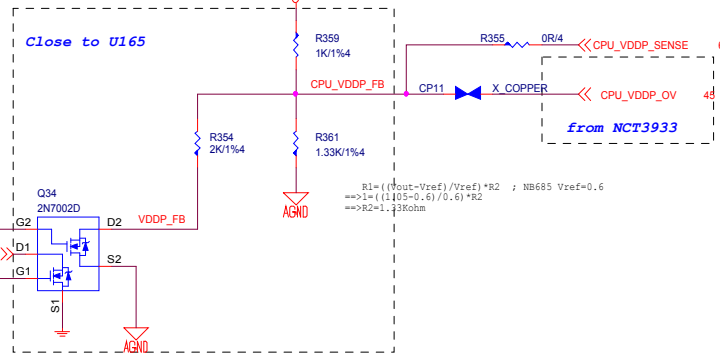 Close to U165
R359
1K/1%4
R355
0R/4
CPU_VDDP_SENSE
CPU_VDDP_FB
CP11
X_COPPER
CPU_VDDP_OV
from NCT3933
R354
2K/1%4
R361
1.33K/1%4
AGND
R1=((Vout-Vref)/Vref)*R2 ; NB685 Vref=0.6
==>1=((1.05-0.6)/0.6)*R2
==>R2=1.33Kohm
Q34
2N7002D
G2
D2
VDDP_FB
D1
S2
G1
S1
AGND